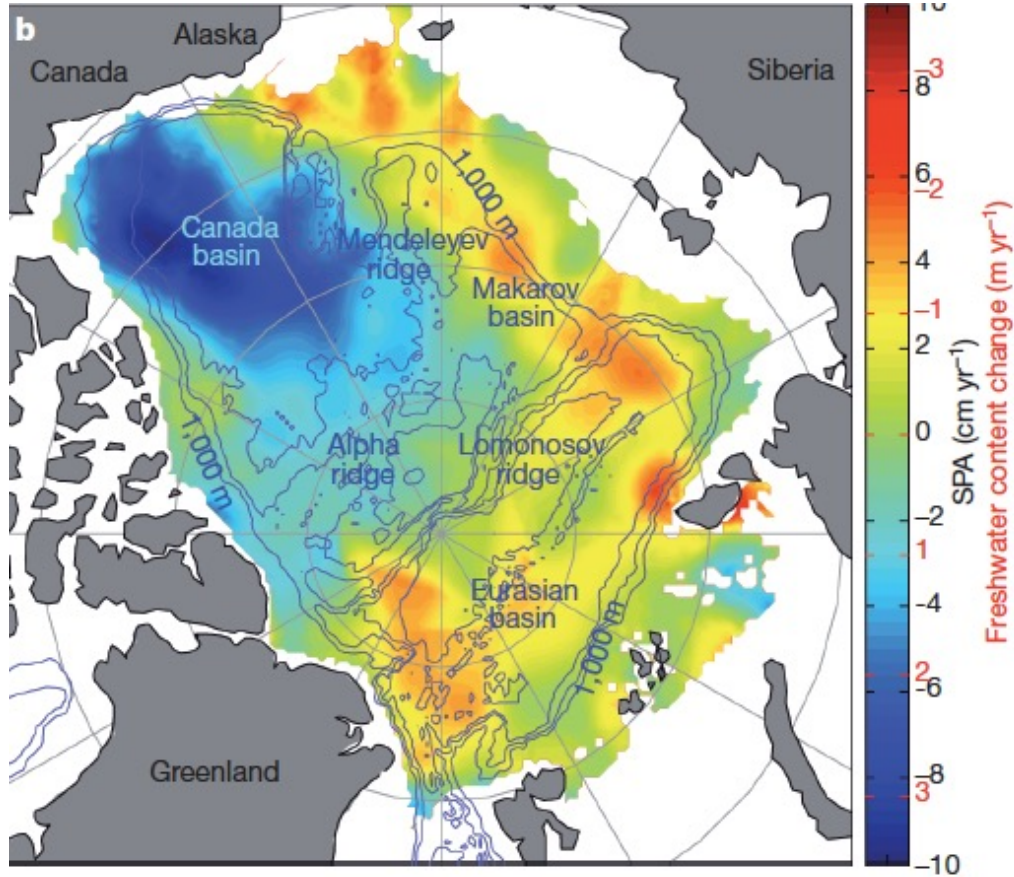 b
Alaska
Canada
Siberia
Canada
basin
1,000 m
Mendeleyev
ridge
Makarov
basin
Alpha
ridge
Lomonosov
ridge
1,000 m
Eurasian
basin
1,000 m
Greenland
10
–3
8
6
–2
4
–1
2
0
–2
1
–4
2
–6
–8
3
–10
SPA (cm yr⁻¹)
Freshwater content change (m yr⁻¹)